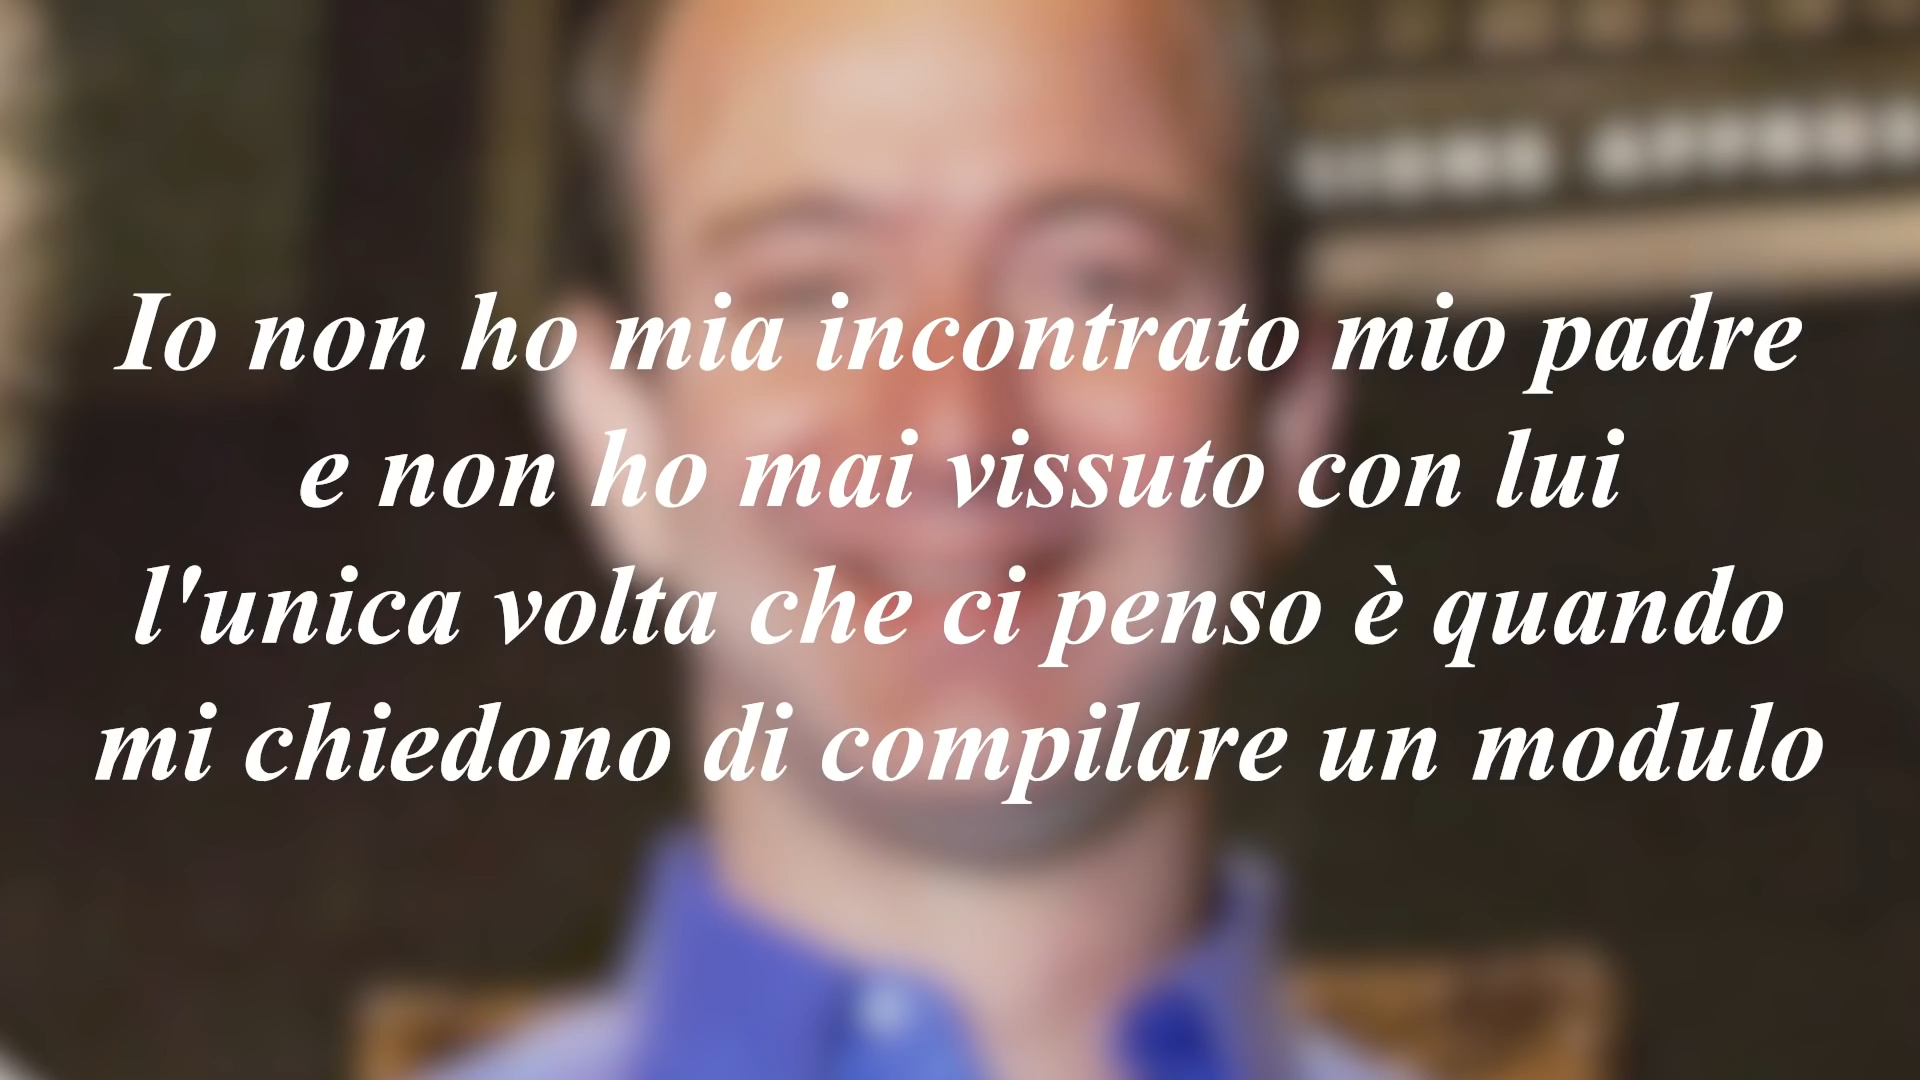 Io non ho mia incontrato mio padre
e non ho mai vissuto con lui
l'unica volta che ci penso è quando
mi chiedono di compilare un modulo